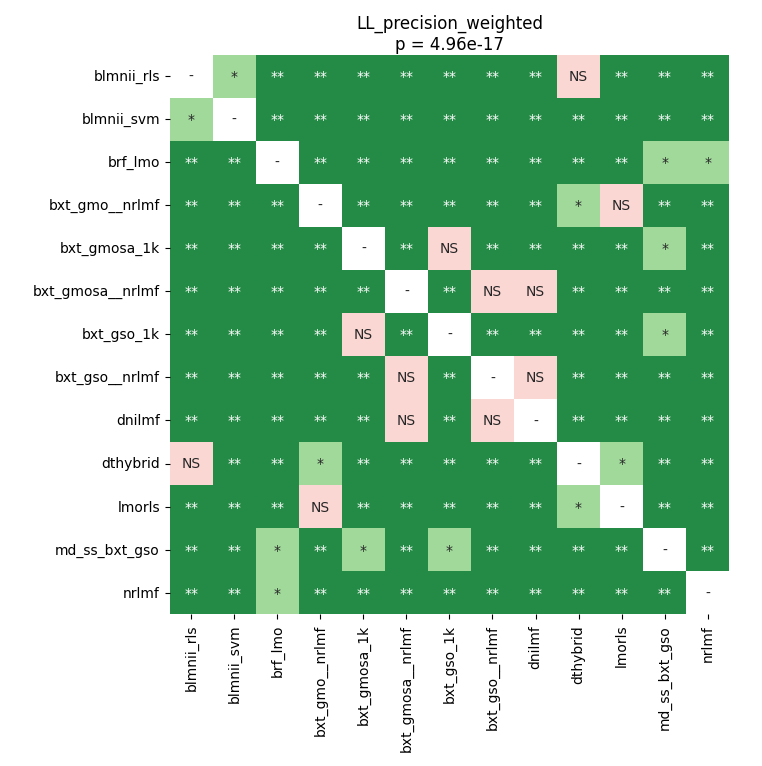 LL_precision_weighted
p = 4.96e-17
blmnii_rls - * ** ** ** ** ** ** ** NS ** ** **
blmnii_svm * - ** ** ** ** ** ** ** ** ** ** **
brf_lmo ** ** - ** ** ** ** ** ** ** ** * *
bxt_gmo__nrlmf ** ** ** - ** ** ** ** ** * NS ** **
bxt_gmosa_1k ** ** ** ** - ** NS ** ** ** ** * **
bxt_gmosa__nrlmf ** ** ** ** ** - ** NS NS ** ** ** **
bxt_gso_1k ** ** ** ** NS ** - ** ** ** ** * **
bxt_gso__nrlmf ** ** ** ** ** NS ** - NS ** ** ** **
dnilmf ** ** ** ** ** NS ** NS - ** ** ** **
dthybrid NS ** ** * ** ** ** ** ** - * ** **
lmorls ** ** ** NS ** ** ** ** ** * - ** **
md_ss_bxt_gso ** ** * ** * ** * ** ** ** ** - **
nrlmf ** ** * ** ** ** ** ** ** ** ** ** -
blmnii_rls
blmnii_svm
brf_lmo
bxt_gmo__nrlmf
bxt_gmosa_1k
bxt_gmosa__nrlmf
bxt_gso_1k
bxt_gso__nrlmf
dnilmf
dthybrid
lmorls
md_ss_bxt_gso
nrlmf